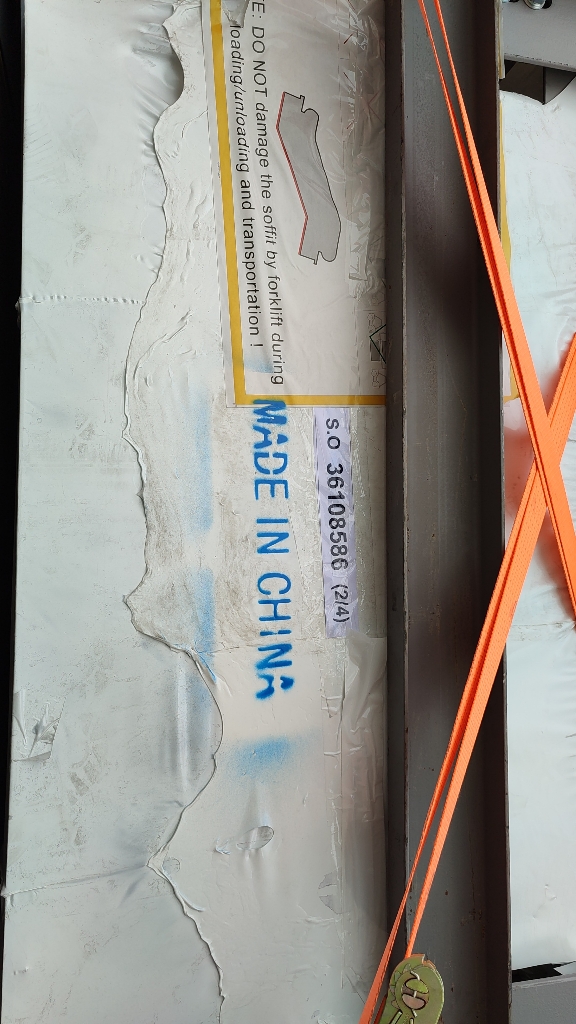 E: DO NOT damage the soffit by forklift during
loading/unloading and transportation !
S.O 36108586 (2/4)
MADE IN CHINA